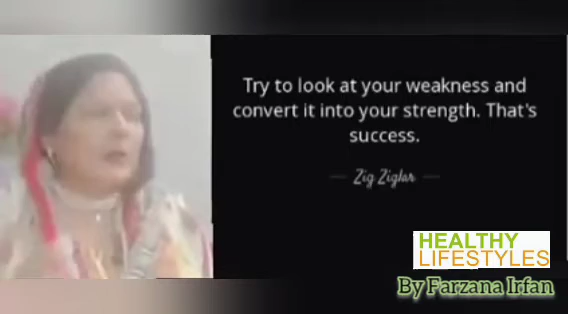 Try to look at your weakness and
convert it into your strength. That's
success.
Zig Ziglar
HEALTHY
LIFESTYLES
By Farzana Irfan